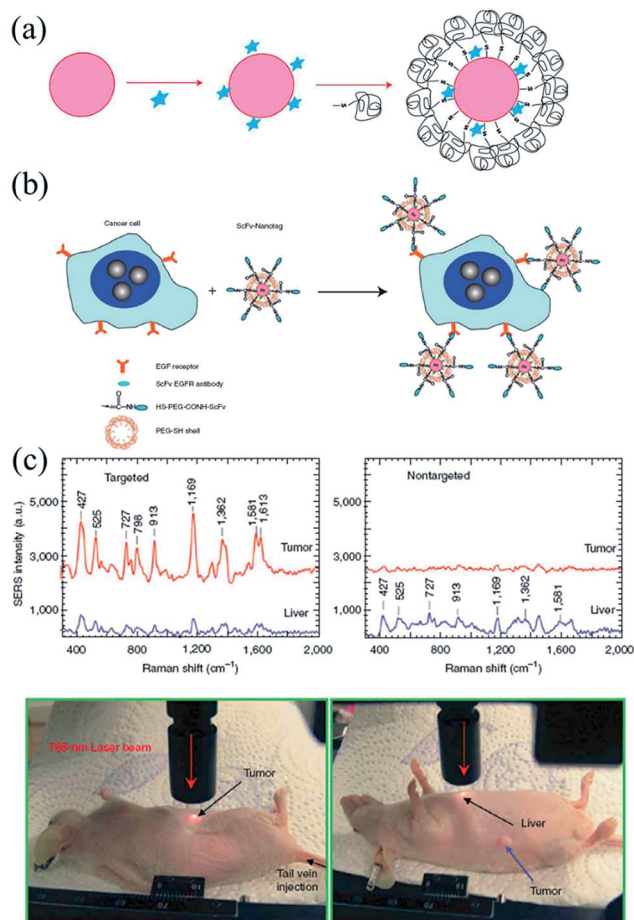 (a)
S
S S S
S S
S S
S S S
(b)
Cancer cell
ScFv-Nanotag
+
EGF receptor
ScFv EGFR antibody
O
C-NH
HS-PEG-CONH-ScFv
PEG-SH shell
(c)
Targeted
Nontargeted
SERS intensity (a.u.)
5,000
3,000
1,000
427
525
727
798
913
1,169
1,362
1,581
1,613
Tumor
Liver
400
800
1,200
1,600
2,000
Raman shift (cm−1)
5,000
3,000
1,000
Tumor
427
525
727
913
1,169
1,362
1,581
Liver
400
800
1,200
1,600
2,000
Raman shift (cm−1)
785-nm Laser beam
Tumor
Tail vein
injection
Liver
Tumor